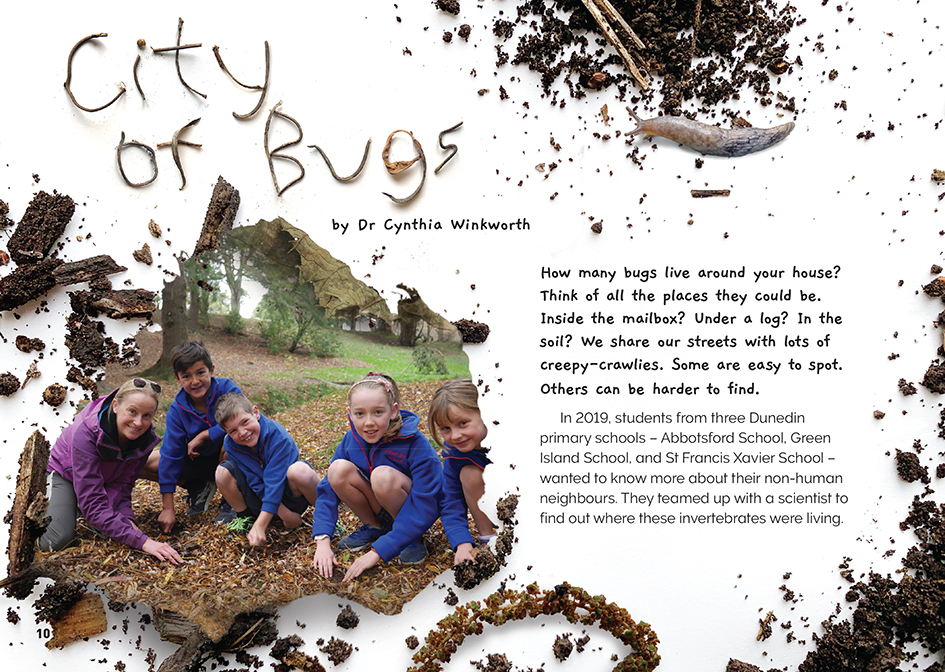 City
of Bugs
by Dr Cynthia Winkworth
How many bugs live around your house?
Think of all the places they could be.
Inside the mailbox? Under a log? In the
soil? We share our streets with lots of
creepy-crawlies. Some are easy to spot.
Others can be harder to find.
In 2019, students from three Dunedin
primary schools – Abbotsford School, Green
Island School, and St Francis Xavier School –
wanted to know more about their non-human
neighbours. They teamed up with a scientist to
find out where these invertebrates were living.
10